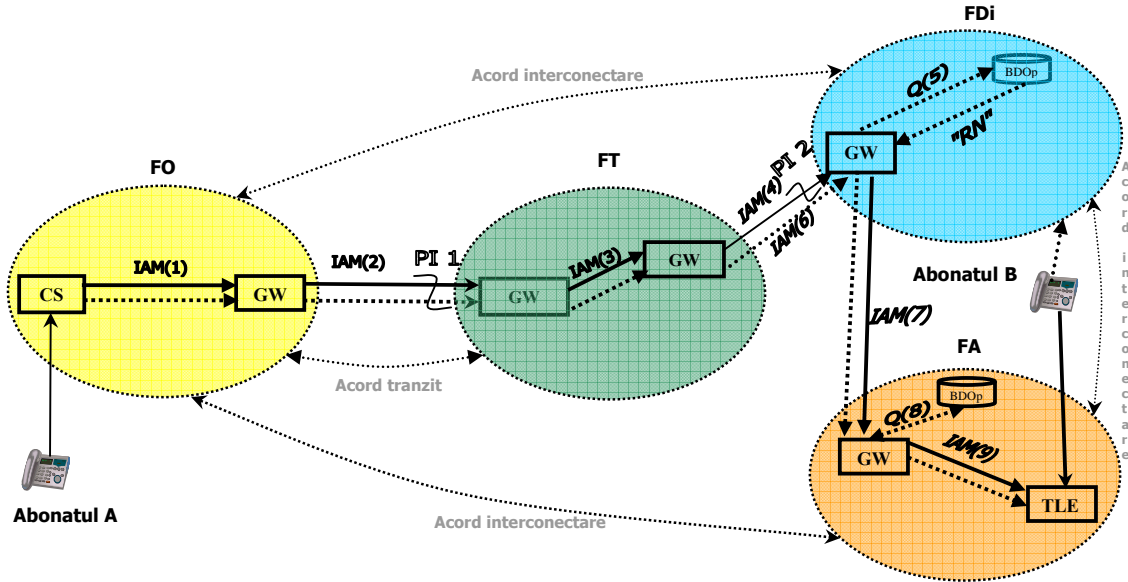 FDi
Acord interconectare
Q(5)
BDOp
"RN"
FO
FT
GW
PI 2
IAM(4)
IAM(6)
Acord interconectare
IAM(1)
IAM(2)
PI 1
IAM(3)
GW
Abonatul B
CS
GW
GW
IAM(7)
FA
Acord tranzit
BDOp
Q(8)
GW
IAM(9)
TLE
Abonatul A
Acord interconectare